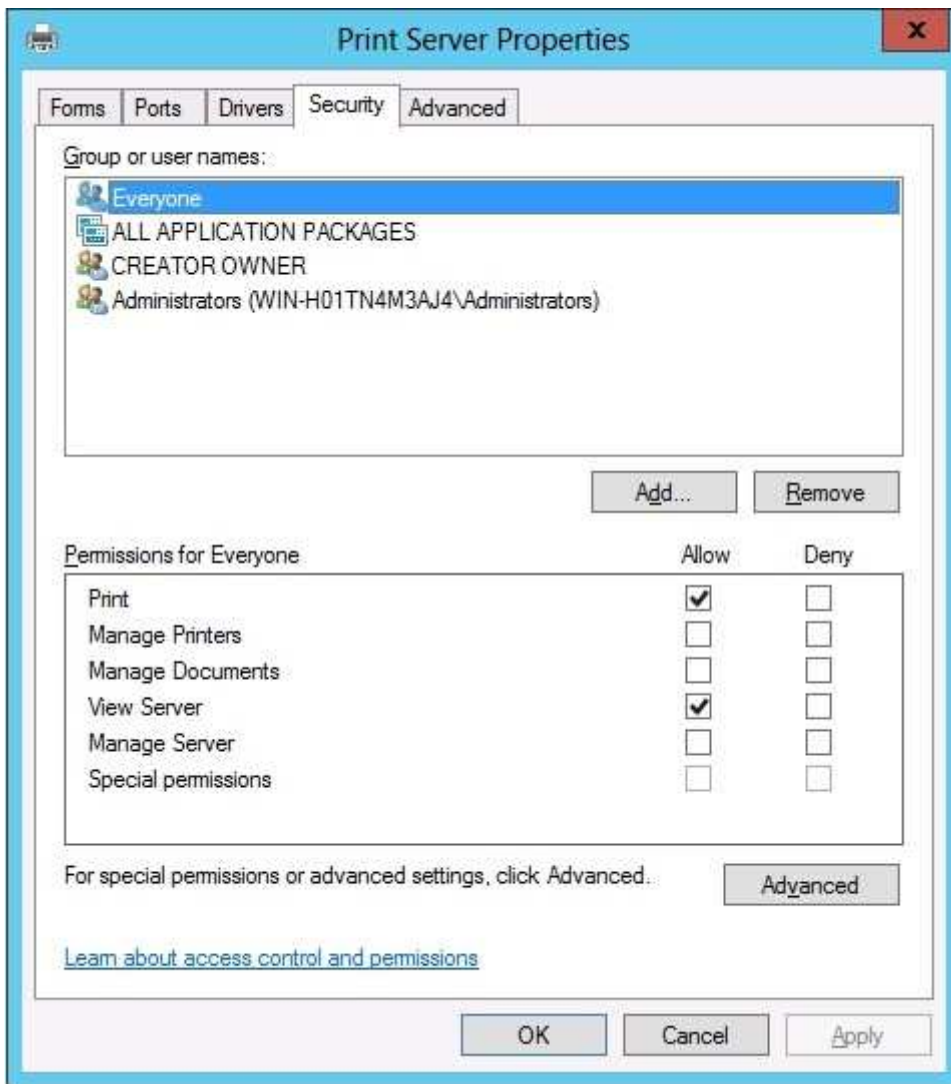 Print Server Properties
x
Forms Ports Drivers Security Advanced
Group or user names:
Everyone
ALL APPLICATION PACKAGES
CREATOR OWNER
Administrators (WIN-H01TN4M3AJ4\Administrators)
Add... Remove
Permissions for Everyone Allow Deny
Print
Manage Printers
Manage Documents
View Server
Manage Server
Special permissions
For special permissions or advanced settings, click Advanced. Advanced
Learn about access control and permissions
OK Cancel Apply